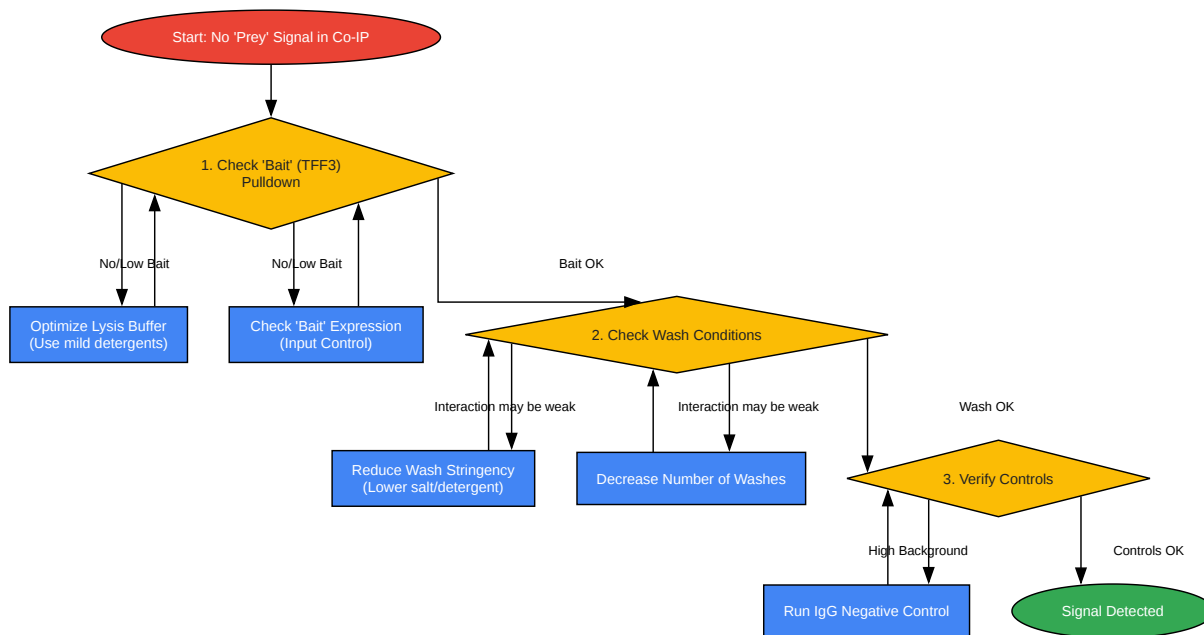 Start: No 'Prey' Signal in Co-IP
1. Check 'Bait' (TFF3)
Pulldown
No/Low Bait
No/Low Bait
Bait OK
Optimize Lysis Buffer
(Use mild detergents)
Check 'Bait' Expression
(Input Control)
2. Check Wash Conditions
Interaction may be weak
Interaction may be weak
Wash OK
Reduce Wash Stringency
(Lower salt/detergent)
Decrease Number of Washes
3. Verify Controls
High Background
Controls OK
Run IgG Negative Control
Signal Detected